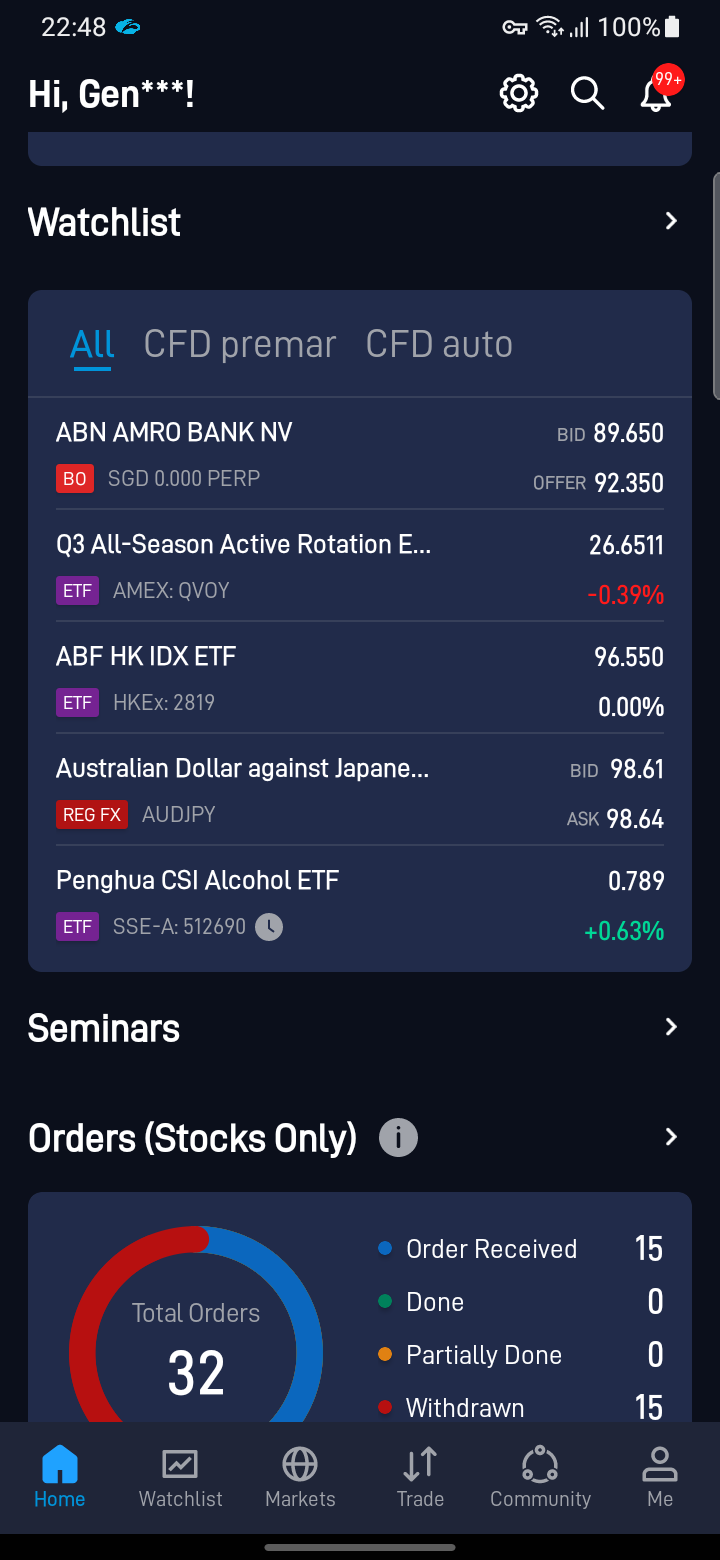 22:48 100%
Hi, Gen***! 99+
Watchlist
All CFD premar CFD auto
ABN AMRO BANK NV BID 89.650
BO SGD 0.000 PERP OFFER 92.350
Q3 All-Season Active Rotation E... 26.6511
ETF AMEX: QVOY -0.39%
ABF HK IDX ETF 96.550
ETF HKEx: 2819 0.00%
Australian Dollar against Japane... BID 98.61
REG FX AUDJPY ASK 98.64
Penghua CSI Alcohol ETF 0.789
ETF SSE-A: 512690 +0.63%
Seminars
Orders (Stocks Only) i
Total Orders
32
Order Received 15
Done 0
Partially Done 0
Withdrawn 15
Home Watchlist Markets Trade Community Me